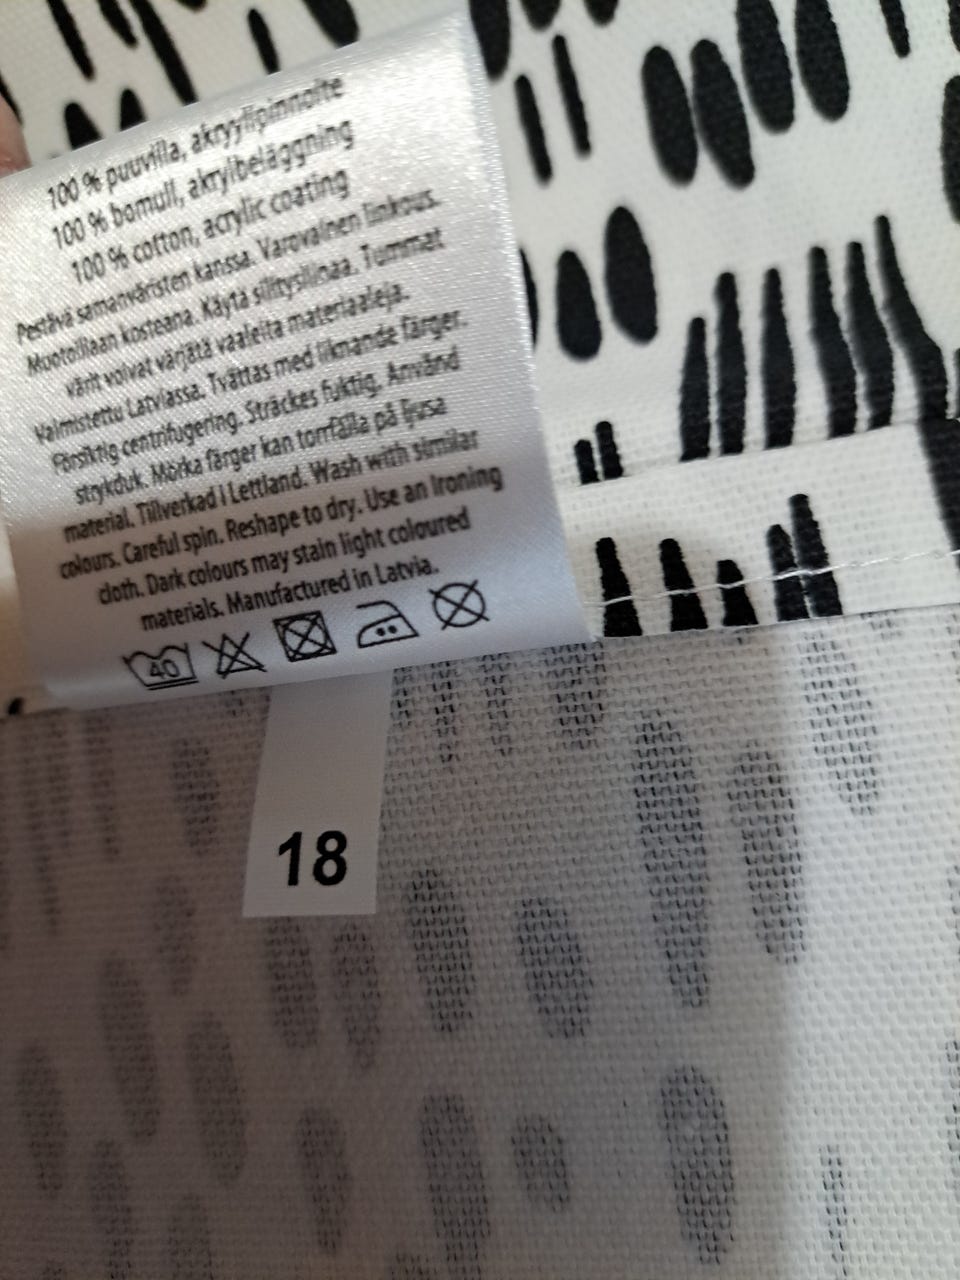 100 % puuvilla, akryylipinnoite
100 % bomull, akrylbeläggning
100 % cotton, acrylic coating
Pestävä samanväristen kanssa. Varovainen linkous.
Muotoillaan kosteana. Käytä silitysliinaa. Tummat
värit voivat värjätä vaaleita materiaaleja.
Valmistettu Latviassa. Tvättas med liknande färger.
Försiktig centrifugering. Sträckes fuktig. Använd
strykduk. Mörka färger kan torrfälla på ljusa
material. Tillverkad i Lettland. Wash with similar
colours. Careful spin. Reshape to dry. Use an ironing
cloth. Dark colours may stain light coloured
materials. Manufactured in Latvia.
40
18